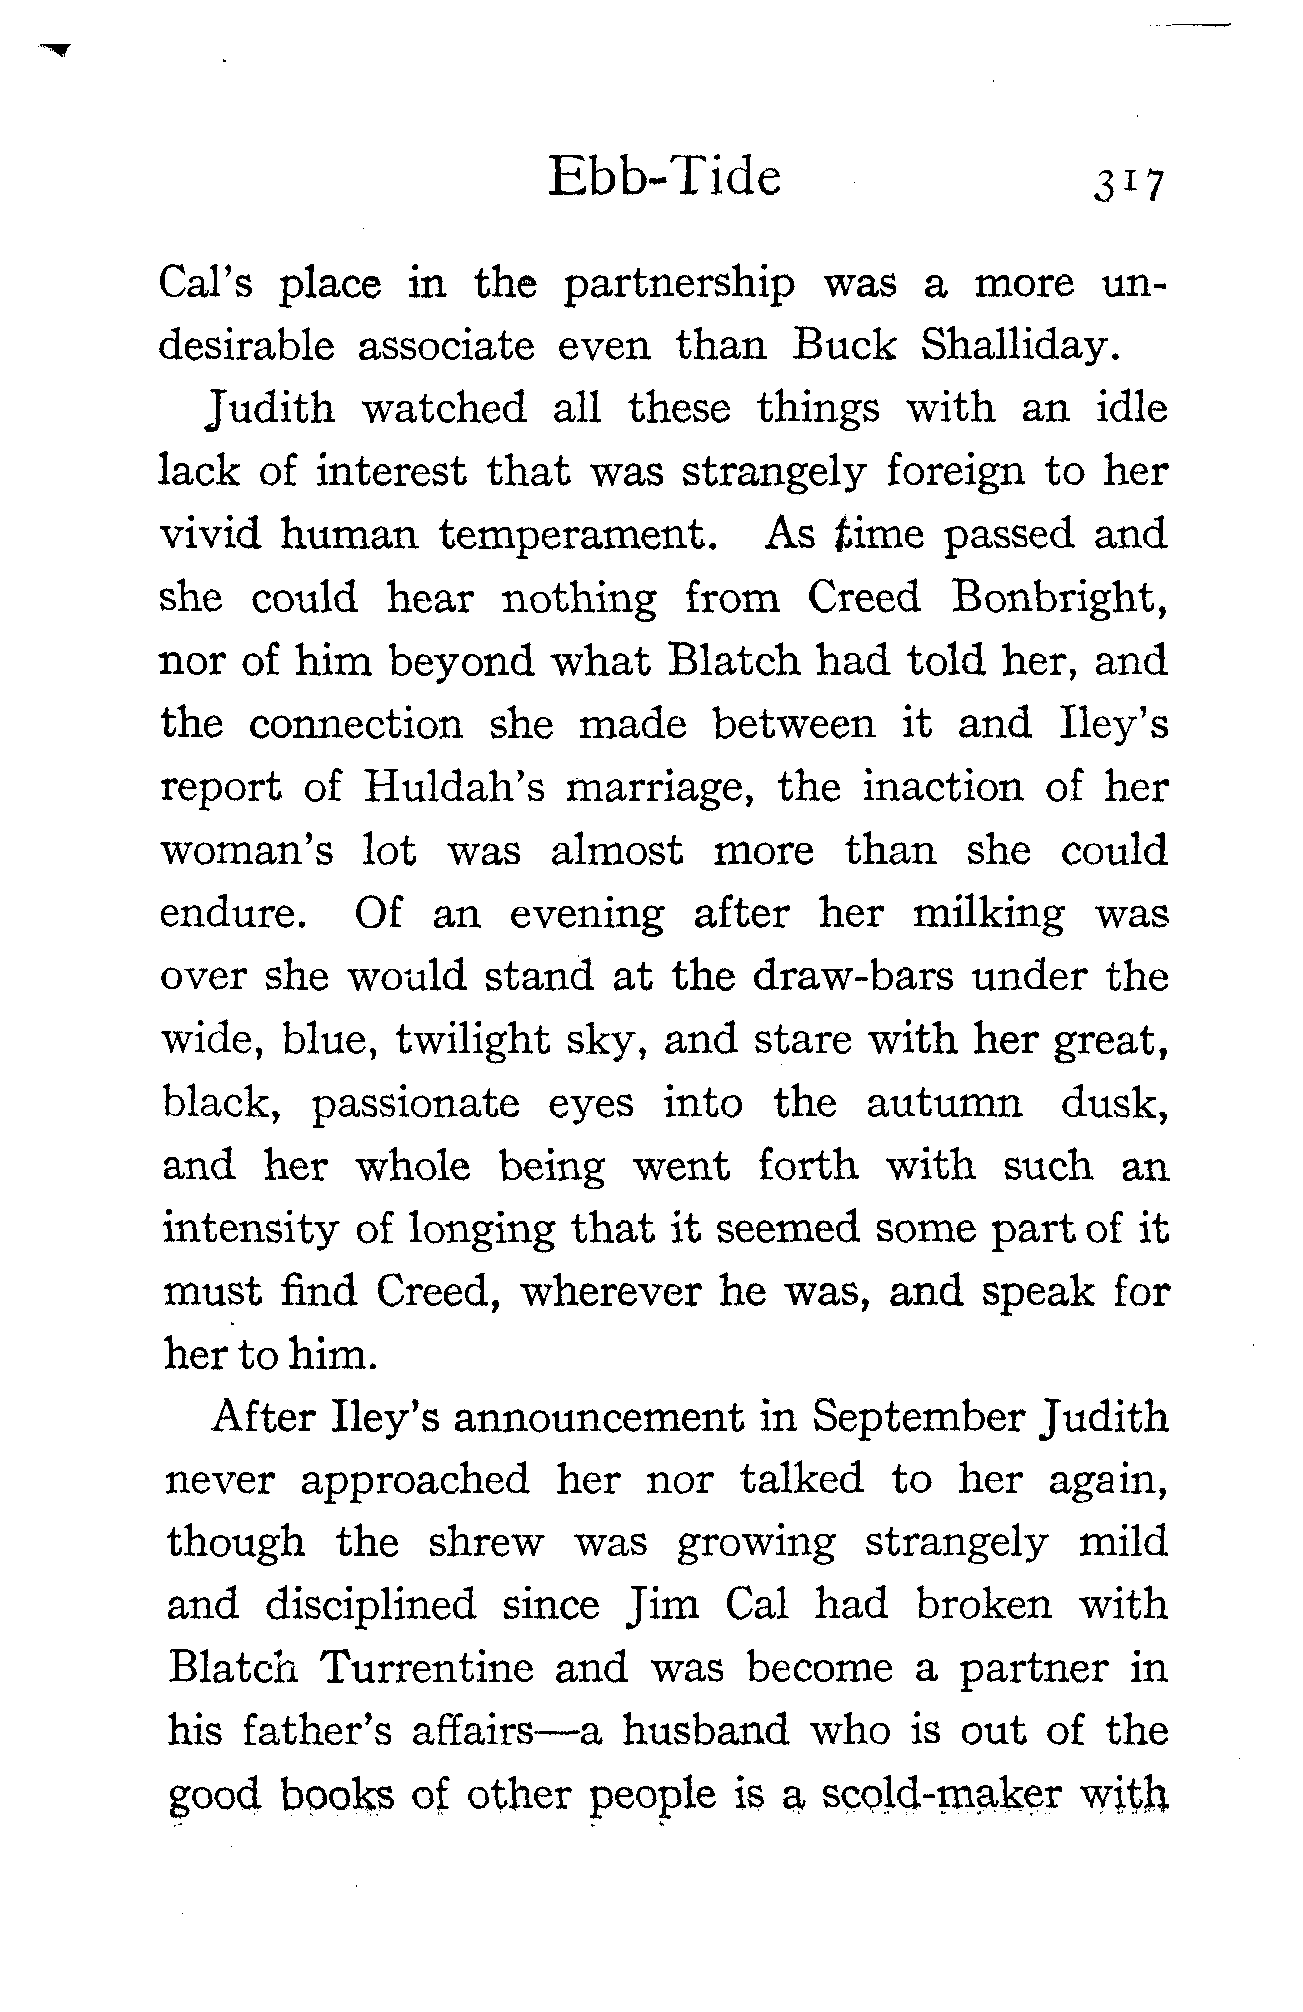 Ebb-Tide 317
Cal's place in the partnership was a more un-
desirable associate even than Buck Shalliday.
Judith watched all these things with an idle
lack of interest that was strangely foreign to her
vivid human temperament. As time passed and
she could hear nothing from Creed Bonbright,
nor of him beyond what Blatch had told her, and
the connection she made between it and Iley's
report of Huldah's marriage, the inaction of her
woman's lot was almost more than she could
endure. Of an evening after her milking was
over she would stand at the draw-bars under the
wide, blue, twilight sky, and stare with her great,
black, passionate eyes into the autumn dusk,
and her whole being went forth with such an
intensity of longing that it seemed some part of it
must find Creed, wherever he was, and speak for
her to him.
After Iley's announcement in September Judith
never approached her nor talked to her again,
though the shrew was growing strangely mild
and disciplined since Jim Cal had broken with
Blatch Turrentine and was become a partner in
his father's affairs—a husband who is out of the
good books of other people is a scold-maker with